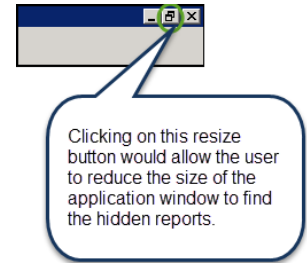 Clicking on this resize
button would allow the user
to reduce the size of the
application window to find
the hidden reports.